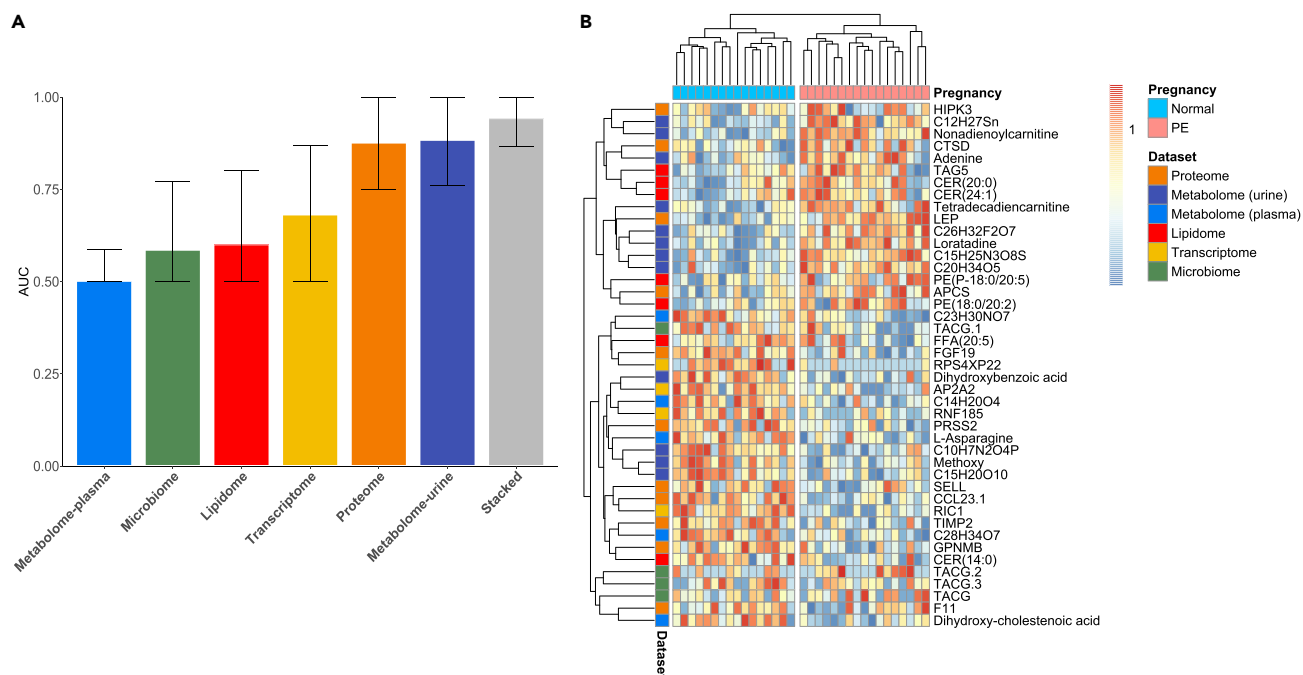 A
1.00
0.75
0.50
0.25
0.00
AUC
Metabolome-plasma
Microbiome
Lipidome
Transcriptome
Proteome
Metabolome-urine
Stacked
B
Pregnancy
HIPK3
C12H27Sn
Nonadienoylcarnitine
CTSD
Adenine
TAG5
CER(20:0)
CER(24:1)
Tetradecadiencarnitine
LEP
C26H32F2O7
Loratadine
C15H25N3O8S
C20H34O5
PE(P-18:0/20:5)
APCS
PE(18:0/20:2)
C23H30NO7
TACG.1
FFA(20:5)
FGF19
RPS4XP22
Dihydroxybenzoic acid
AP2A2
C14H20O4
RNF185
PRSS2
L-Asparagine
C10H7N2O4P
Methoxy
C15H20O10
SELL
CCL23.1
RIC1
TIMP2
C28H34O7
GPNMB
CER(14:0)
TACG.2
TACG.3
TACG
F11
Dihydroxy-cholestenoic acid
Dataset
1
Pregnancy
Normal
PE
Dataset
Proteome
Metabolome (urine)
Metabolome (plasma)
Lipidome
Transcriptome
Microbiome